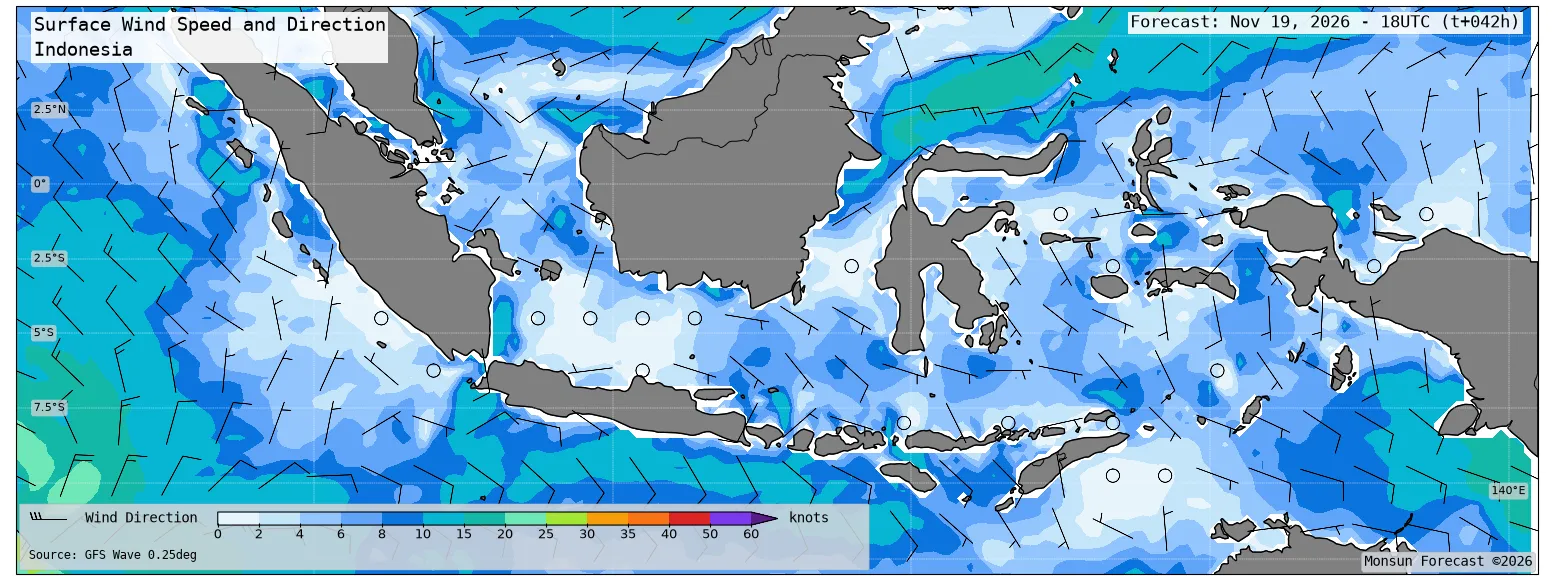 Surface Wind Speed and Direction
Indonesia
Forecast: Nov 19, 2026 - 18UTC (t+042h)
2.5°N
0°
2.5°S
5°S
7.5°S
140°E
Wind Direction
0 2 4 6 8 10 15 20 25 30 35 40 50 60
knots
Source: GFS Wave 0.25deg
Monsun Forecast ©2026